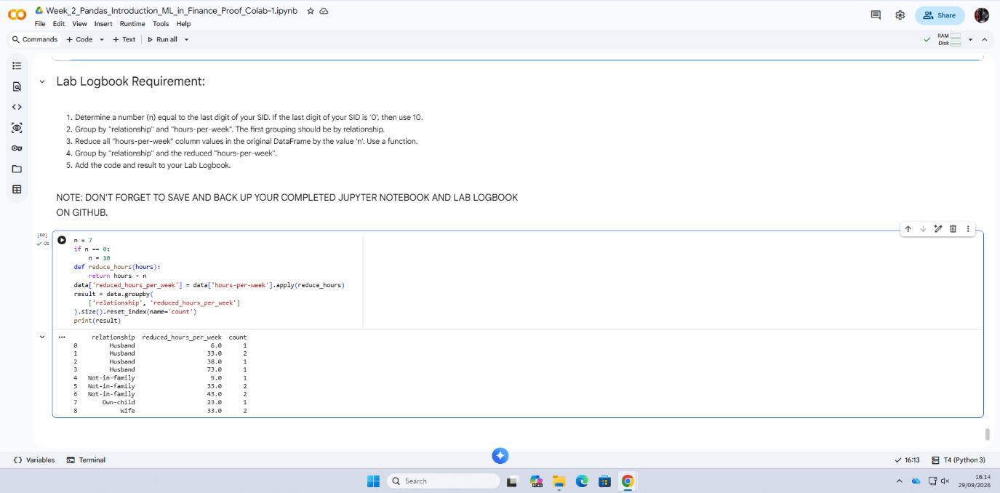 Week_2_Pandas_Introduction_ML_in_Finance_Proof_Colab-1.ipynb
Share
File Edit View Insert Runtime Tools Help
Commands + Code + Text Run all
RAM
Disk
Lab Logbook Requirement:
1. Determine a number (n) equal to the last digit of your SID. If the last digit of your SID is '0', then use 10.
2. Group by "relationship" and "hours-per-week". The first grouping should be by relationship.
3. Reduce all "hours-per-week" column values in the original DataFrame by the value 'n'. Use a function.
4. Group by "relationship" and the reduced "hours-per-week".
5. Add the code and result to your Lab Logbook.
NOTE: DON'T FORGET TO SAVE AND BACK UP YOUR COMPLETED JUPYTER NOTEBOOK AND LAB LOGBOOK
ON GITHUB.
[80]
0s
n = 7
if n == 0:
    n = 10
def reduce_hours(hours):
    return hours - n
data['reduced_hours_per_week'] = data['hours-per-week'].apply(reduce_hours)
result = data.groupby(
    ['relationship', 'reduced_hours_per_week']
).size().reset_index(name='count')
print(result)
relationship reduced_hours_per_week count
0 Husband 6.0 1
1 Husband 33.0 2
2 Husband 38.0 1
3 Husband 73.0 1
4 Not-in-family 9.0 1
5 Not-in-family 33.0 2
6 Not-in-family 43.0 2
7 Own-child 23.0 1
8 Wife 33.0 2
Variables Terminal
16:13 T4 (Python 3)
Search
16:14
29/09/2026